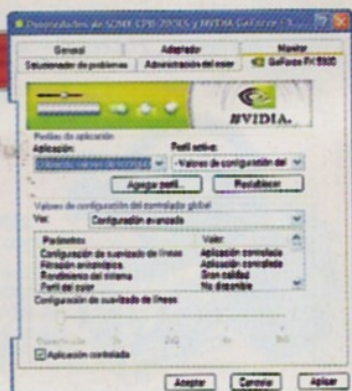 Propiedades de SONY CPD-200ES y NVIDIA GeForce F...
General Adaptador Monitor
Solucionador de problemas Administración del color GeForce FX 5900
NVIDIA.
Perfiles de aplicación
Aplicación: Perfil activo:
- Valores de configuración del
Agregar perfil... Restablecer
Valores de configuración del controlador global
Ver: Configuración avanzada
Parámetros Valor:
Configuración de suavizado de líneas Aplicación controlada
Filtración anisotrópica Aplicación controlada
Rendimiento del sistema Gran calidad
Perfil del color No disponible
Configuración de suavizado de líneas
2x 4x
Aplicación controlada
Aceptar Cancelar Aplicar